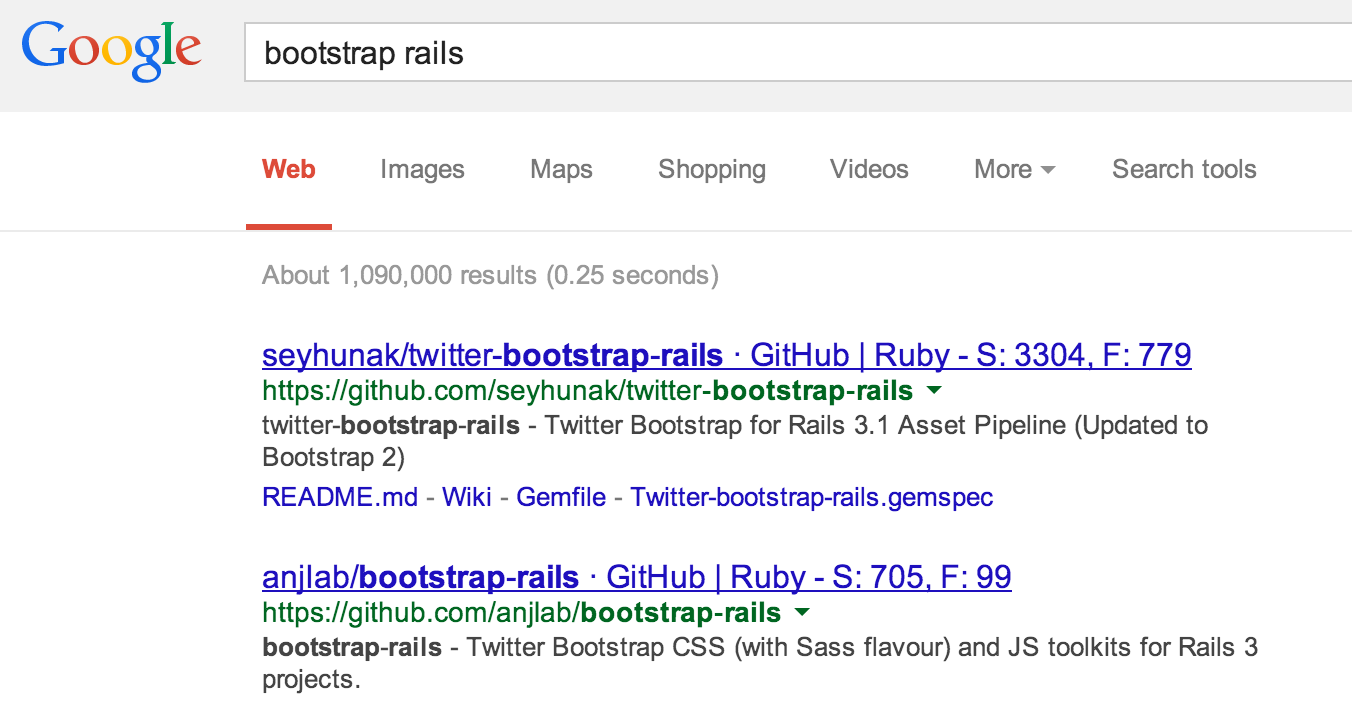 Google
bootstrap rails
Web Images Maps Shopping Videos More Search tools
About 1,090,000 results (0.25 seconds)
seyhunak/twitter-bootstrap-rails · GitHub | Ruby - S: 3304, F: 779
https://github.com/seyhunak/twitter-bootstrap-rails
twitter-bootstrap-rails - Twitter Bootstrap for Rails 3.1 Asset Pipeline (Updated to
Bootstrap 2)
README.md - Wiki - Gemfile - Twitter-bootstrap-rails.gemspec
anjlab/bootstrap-rails · GitHub | Ruby - S: 705, F: 99
https://github.com/anjlab/bootstrap-rails
bootstrap-rails - Twitter Bootstrap CSS (with Sass flavour) and JS toolkits for Rails 3
projects.